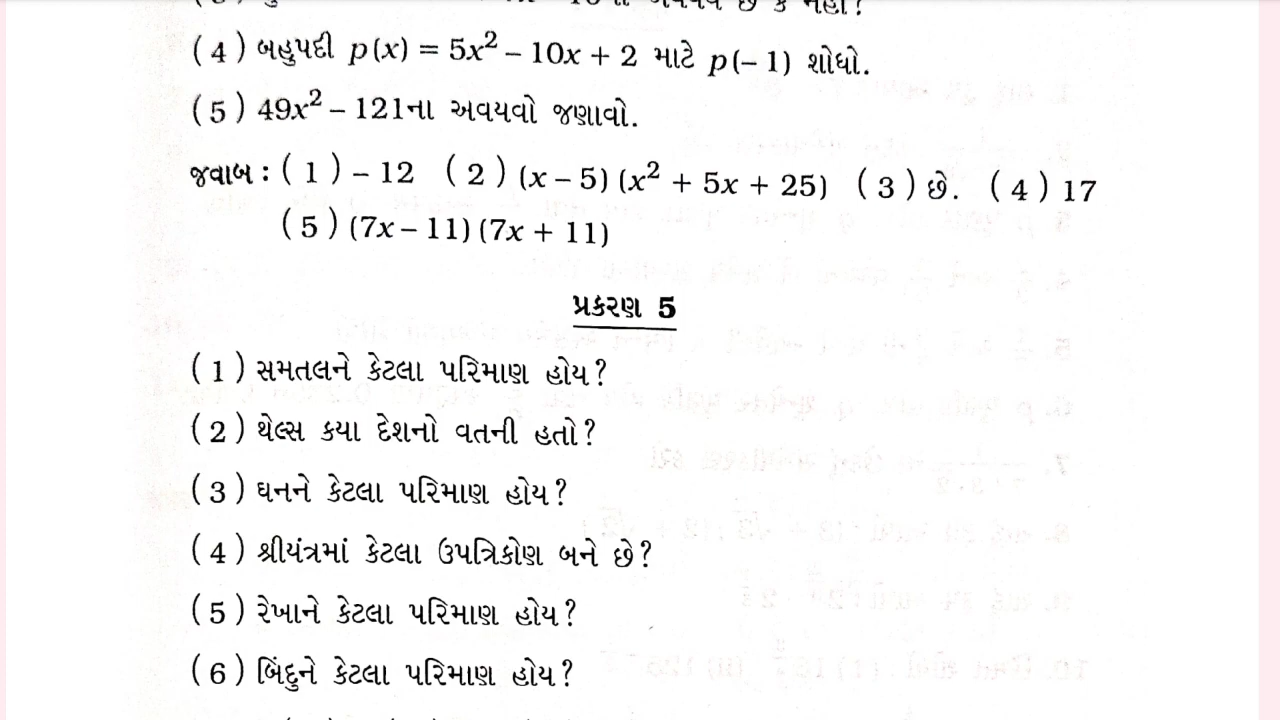 (4) બહુપદી p(x) = 5x² – 10x + 2 માટે p(– 1) શોધો.
(5) 49x² – 121ના અવયવો જણાવો.
જવાબ : (1) – 12 (2) (x – 5) (x² + 5x + 25) (3) છે. (4) 17
(5) (7x – 11) (7x + 11)
પ્રકરણ 5
(1) સમતલને કેટલા પરિમાણ હોય?
(2) થેલ્સ કયા દેશનો વતની હતો?
(3) ઘનને કેટલા પરિમાણ હોય?
(4) શ્રીયંત્રમાં કેટલા ઉપત્રિકોણ બને છે?
(5) રેખાને કેટલા પરિમાણ હોય?
(6) બિંદુને કેટલા પરિમાણ હોય?